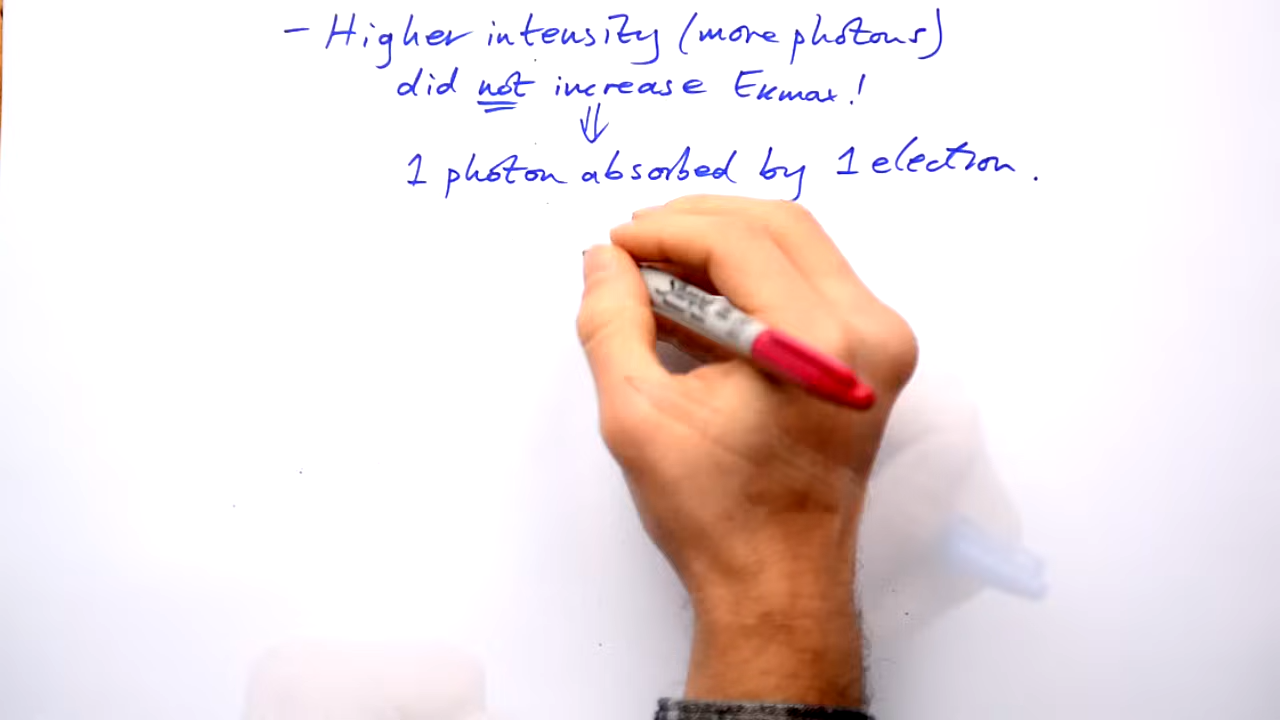 - Higher intensity (more photons)
did not increase Ekmax!
⇓
1 photon absorbed by 1 electron.